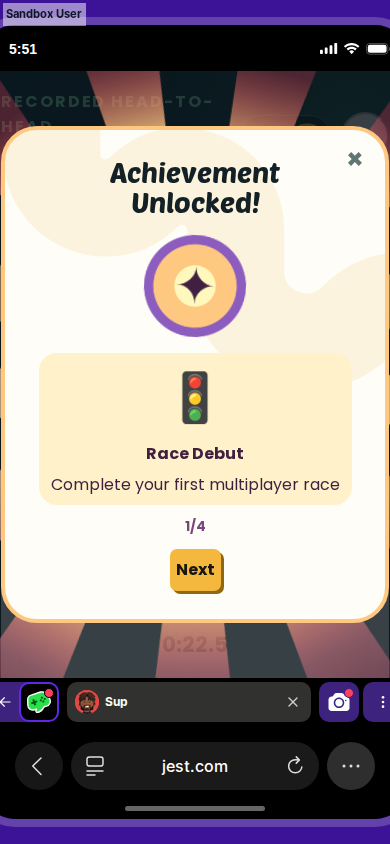 Sandbox User
5:51
RECORDED HEAD-TO-
HEAD
Achievement
Unlocked!
Race Debut
Complete your first multiplayer race
1/4
Next
0:22.5
Sup
jest.com